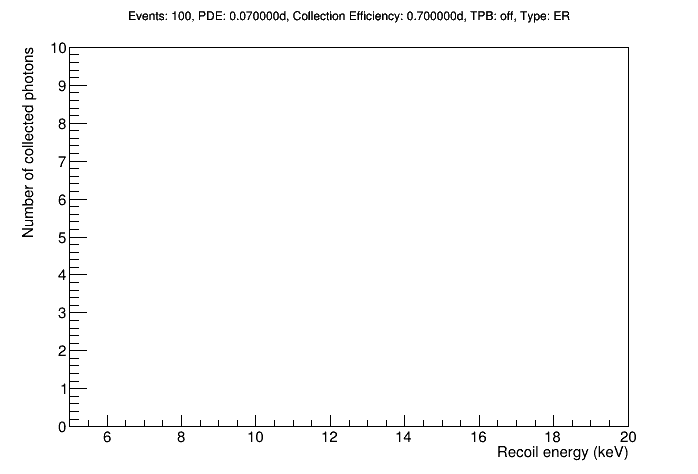 Events: 100, PDE: 0.070000d, Collection Efficiency: 0.700000d, TPB: off, Type: ER
Number of collected photons
10
9
8
7
6
5
4
3
2
1
0
6 8 10 12 14 16 18 20
Recoil energy (keV)